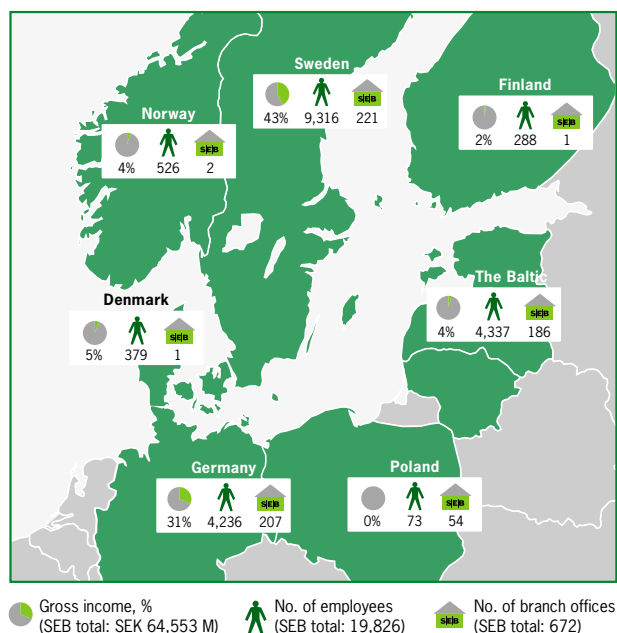 Sweden
43% 9,316 221
Finland
2% 288 1
Norway
4% 526 2
The Baltic
4% 4,337 186
Denmark
5% 379 1
Germany
31% 4,236 207
Poland
0% 73 54
Gross income, %
(SEB total: SEK 64,553 M)
No. of employees
(SEB total: 19,826)
No. of branch offices
(SEB total: 672)
S|E|B
S|E|B
S|E|B
S|E|B
S|E|B
S|E|B
S|E|B
S|E|B